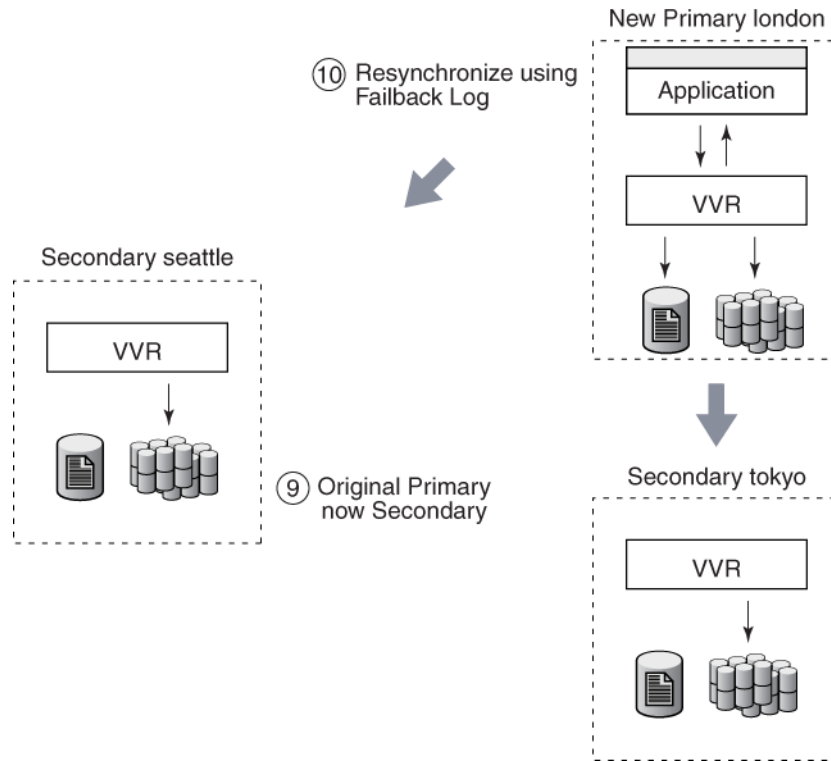 New Primary london
⑩ Resynchronize using
Failback Log
Application
VVR
Secondary seattle
VVR
⑨ Original Primary
now Secondary
Secondary tokyo
VVR